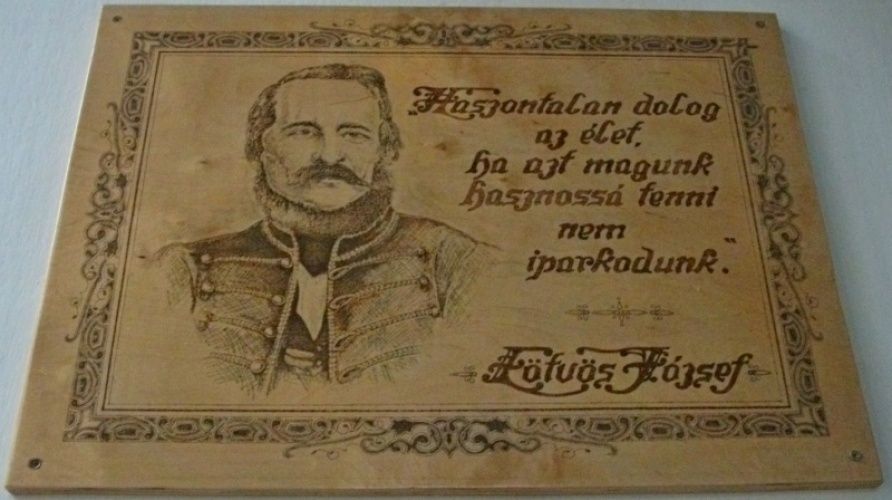 „Haszontalan dolog
az élet,
ha azt magunk
hasznossá tenni
nem
iparkodunk."
Eötvös József